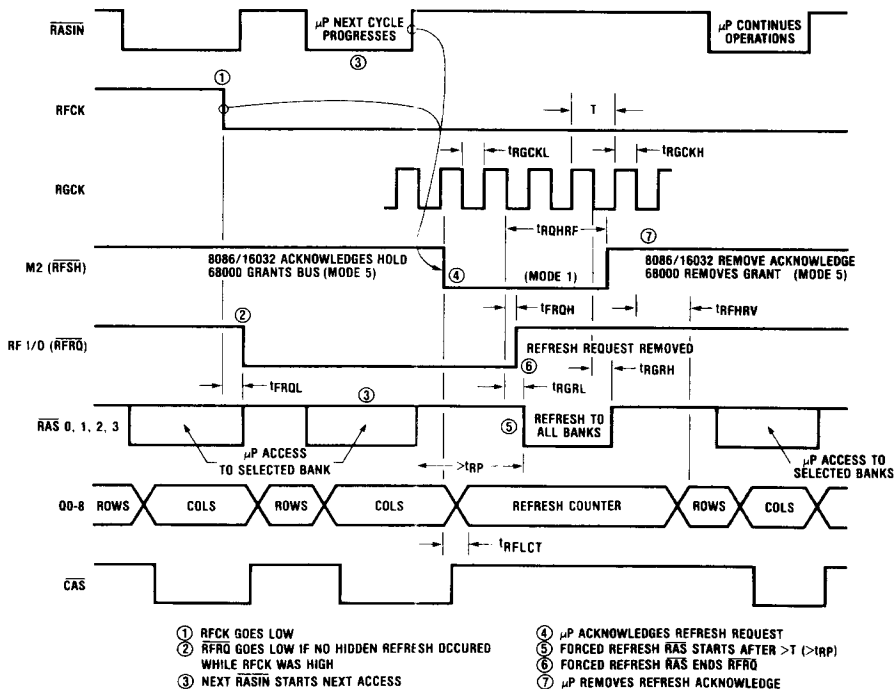 RASIN
μP NEXT CYCLE
PROGRESSES
μP CONTINUES
OPERATIONS
③
①
RFCK
T
tRGCKL
tRGCKH
RGCK
tRQHRF
⑦
M2 (RFSH)
8086/16032 ACKNOWLEDGES HOLD
68000 GRANTS BUS (MODE 5)
④
(MODE 1)
8086/16032 REMOVE ACKNOWLEDGE
68000 REMOVES GRANT (MODE 5)
②
tFRQH
tRFHRV
RF I/O (RFRQ)
REFRESH REQUEST REMOVED
⑥
tFRQL
③
tRGRL
tRGRH
RAS 0, 1, 2, 3
⑤
REFRESH TO
ALL BANKS
μP ACCESS
TO SELECTED BANK
>tRP
μP ACCESS TO
SELECTED BANKS
Q0-8
ROWS
COLS
ROWS
COLS
REFRESH COUNTER
ROWS
COLS
tRFLCT
CAS
① RFCK GOES LOW
② RFRQ GOES LOW IF NO HIDDEN REFRESH OCCURED
WHILE RFCK WAS HIGH
③ NEXT RASIN STARTS NEXT ACCESS
④ μP ACKNOWLEDGES REFRESH REQUEST
⑤ FORCED REFRESH RAS STARTS AFTER >T (>tRP)
⑥ FORCED REFRESH RAS ENDS RFRQ
⑦ μP REMOVES REFRESH ACKNOWLEDGE